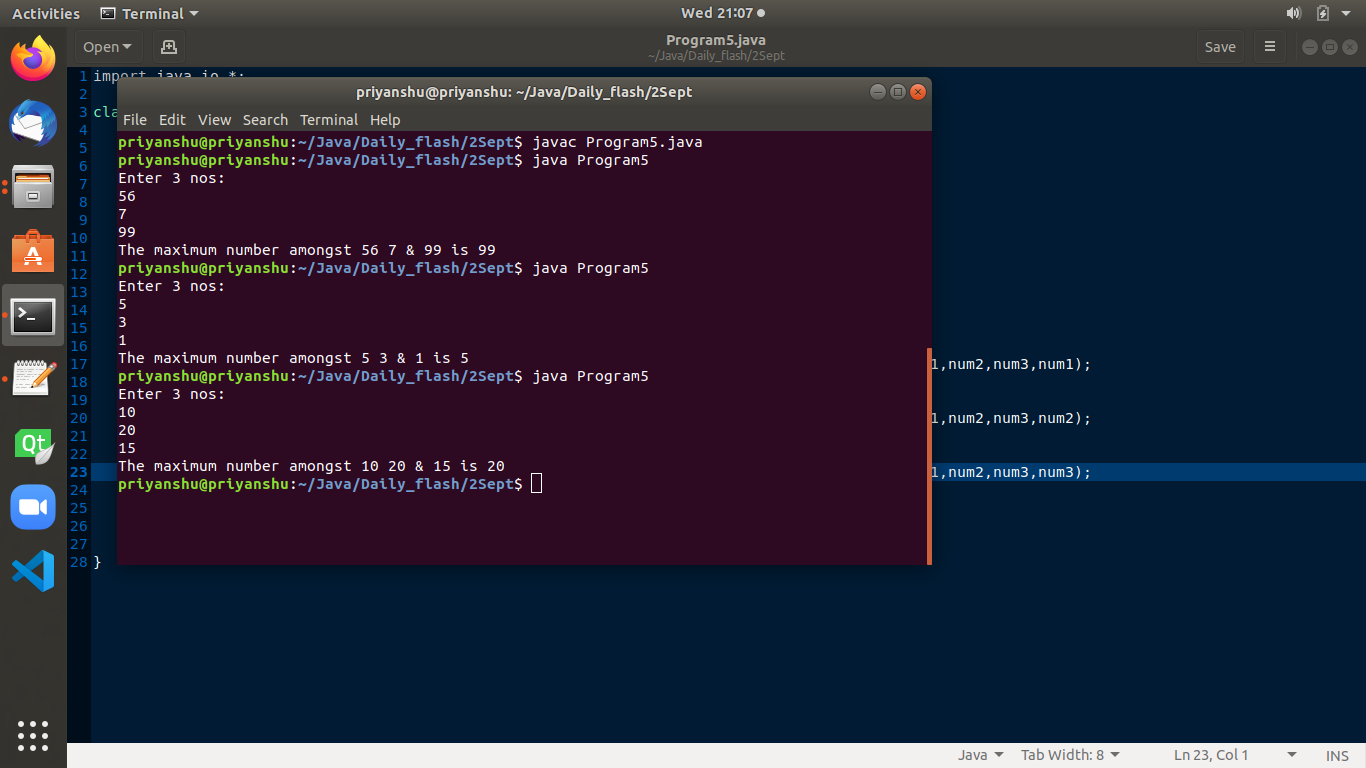 Activities Terminal Wed 21:07
Open Program5.java Save
~/Java/Daily_flash/2Sept
1 import java.io.*;
2
3 cla
4
5
6
7
8
9
10
11
12
13
14
15
16
17 1,num2,num3,num1);
18
19
20 1,num2,num3,num2);
21
22
23 1,num2,num3,num3);
24
25
26
27
28 }
priyanshu@priyanshu: ~/Java/Daily_flash/2Sept
File Edit View Search Terminal Help
priyanshu@priyanshu:~/Java/Daily_flash/2Sept$ javac Program5.java
priyanshu@priyanshu:~/Java/Daily_flash/2Sept$ java Program5
Enter 3 nos:
56
7
99
The maximum number amongst 56 7 & 99 is 99
priyanshu@priyanshu:~/Java/Daily_flash/2Sept$ java Program5
Enter 3 nos:
5
3
1
The maximum number amongst 5 3 & 1 is 5
priyanshu@priyanshu:~/Java/Daily_flash/2Sept$ java Program5
Enter 3 nos:
10
20
15
The maximum number amongst 10 20 & 15 is 20
priyanshu@priyanshu:~/Java/Daily_flash/2Sept$
Qt
Java Tab Width: 8 Ln 23, Col 1 INS